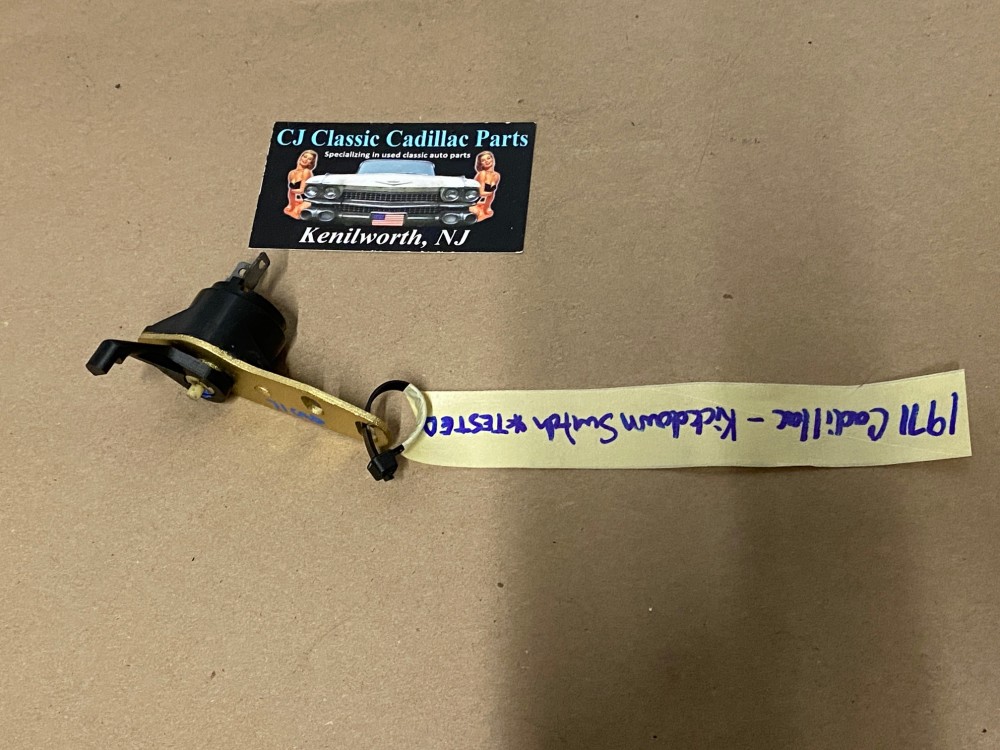 CJ Classic Cadillac Parts
Specializing in used classic auto parts
Kenilworth, NJ
1971 Cadillac - Kickdown Switch *TESTED